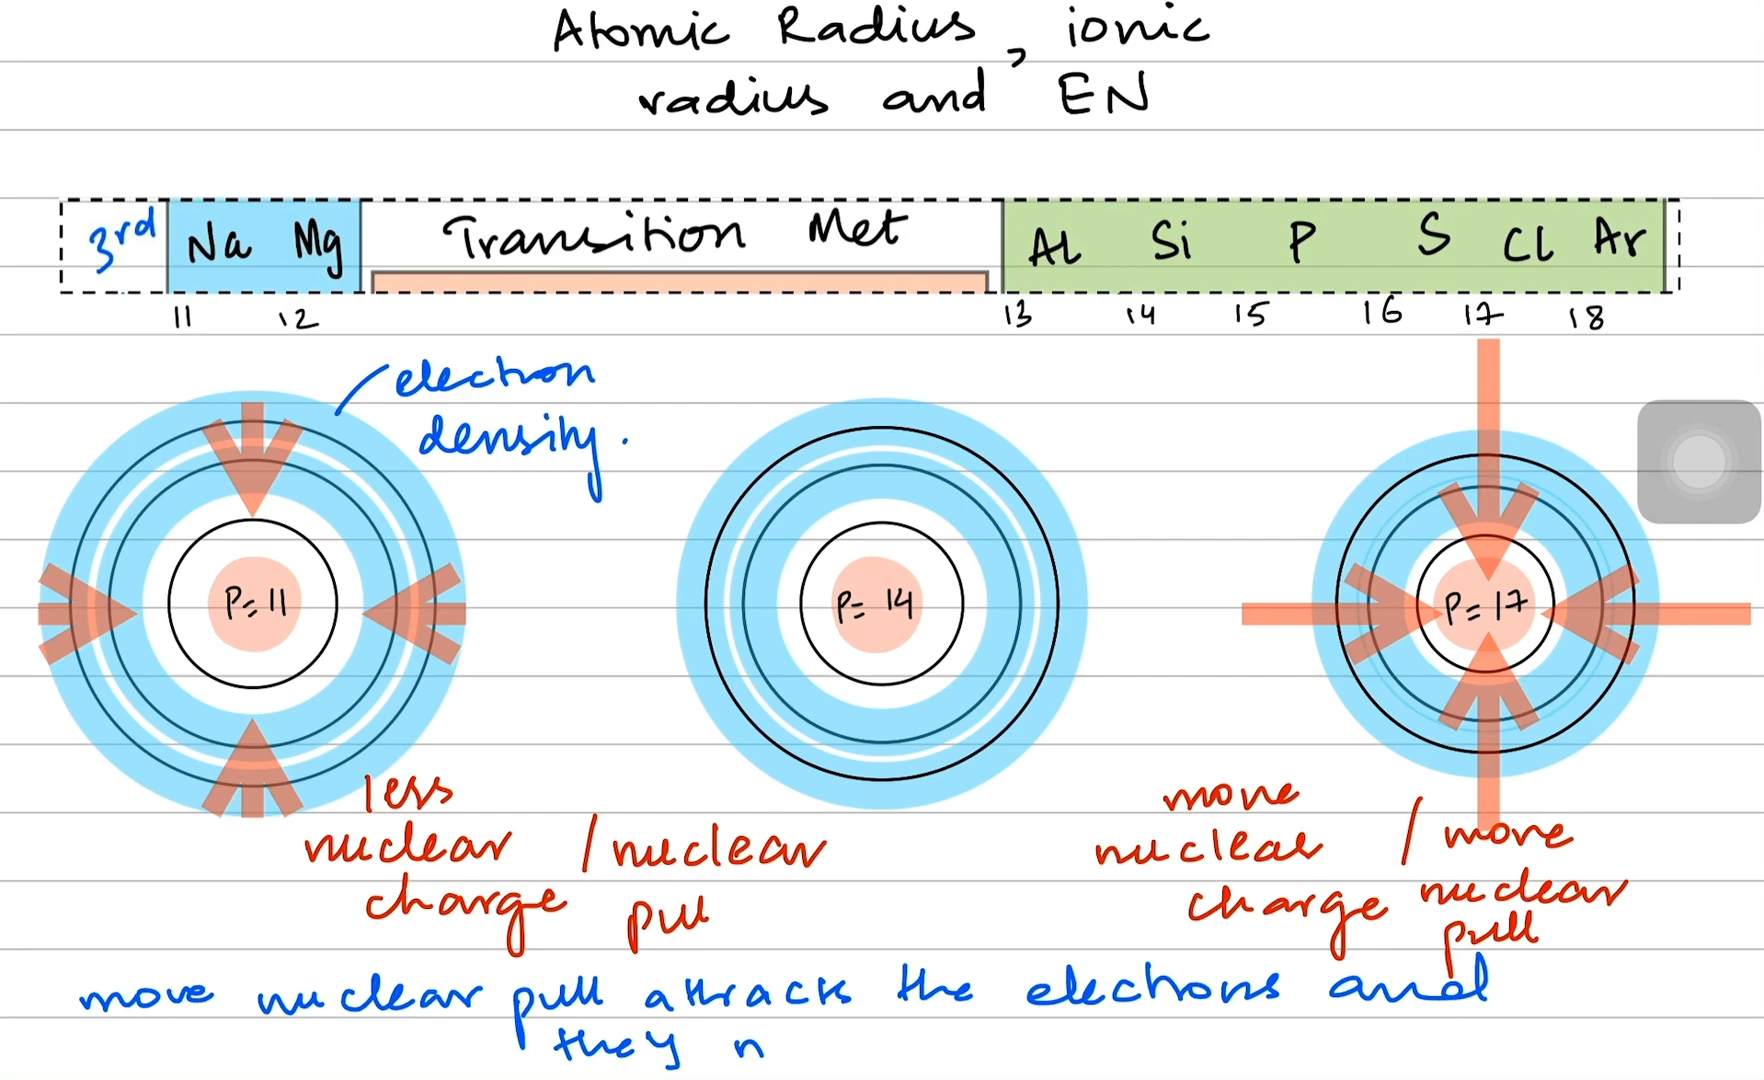 Atomic Radius, ionic
radius and EN
3rd Na Mg Transition Met Al Si P S Cl Ar
11 12 13 14 15 16 17 18
electron
density.
P= 11
P= 14
P= 17
less
nuclear / nuclear
charge pull
more
nuclear / more
charge nuclear
pull
more nuclear pull attracts the electrons and
they n